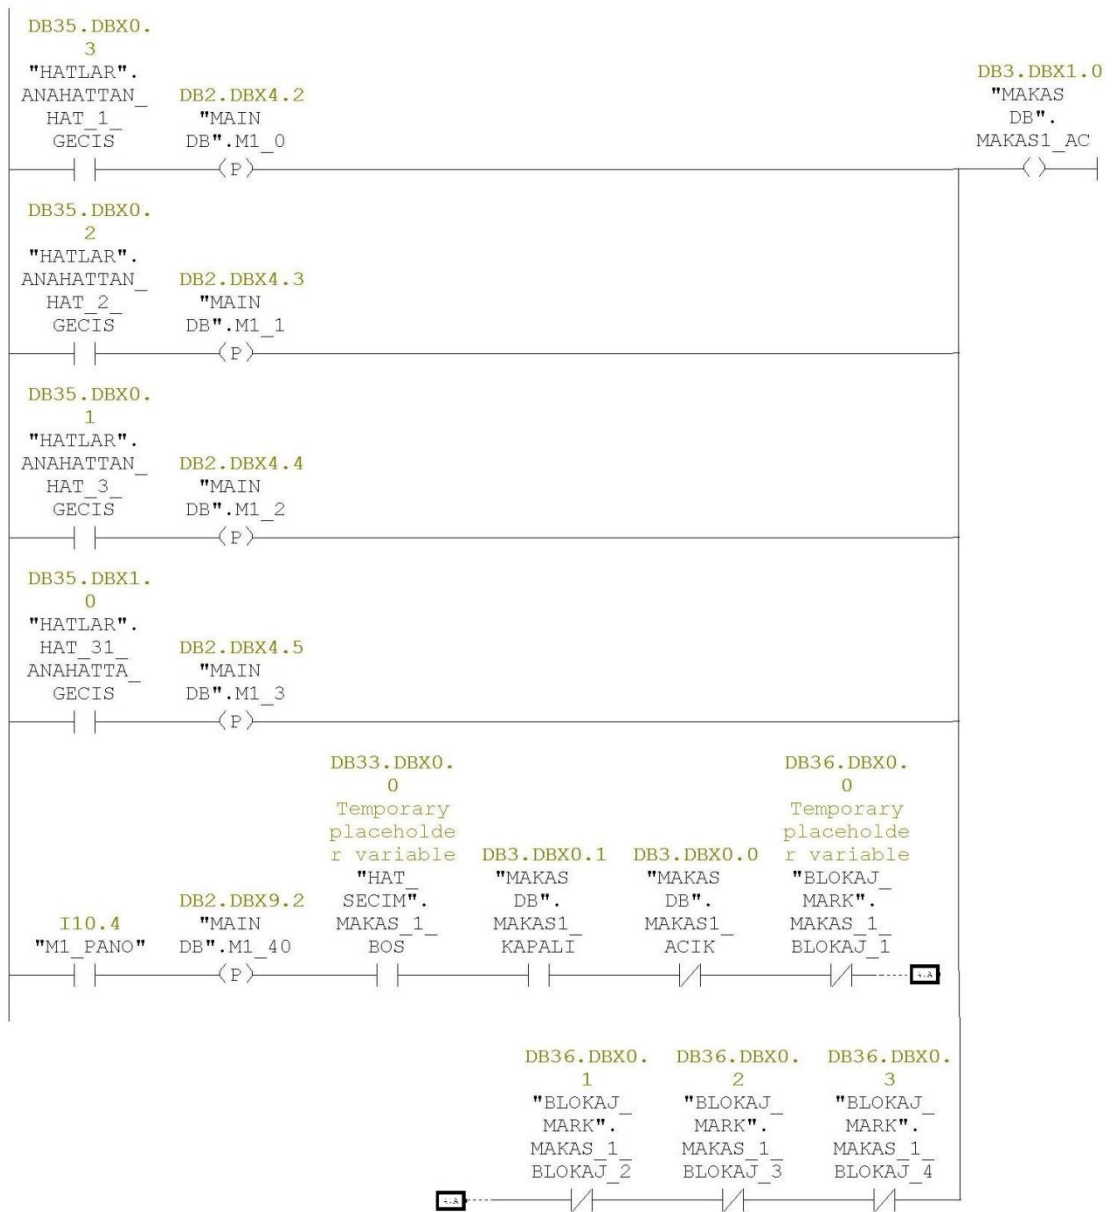 DB35.DBX0.
3
"HATLAR".
ANAHATTAN_
HAT_1_
GECIS
DB2.DBX4.2
"MAIN
DB".M1_0
(P)
DB3.DBX1.0
"MAKAS
DB".
MAKAS1_AC
DB35.DBX0.
2
"HATLAR".
ANAHATTAN_
HAT_2_
GECIS
DB2.DBX4.3
"MAIN
DB".M1_1
(P)
DB35.DBX0.
1
"HATLAR".
ANAHATTAN_
HAT_3_
GECIS
DB2.DBX4.4
"MAIN
DB".M1_2
(P)
DB35.DBX1.
0
"HATLAR".
HAT_31_
ANAHATTA_
GECIS
DB2.DBX4.5
"MAIN
DB".M1_3
(P)
I10.4
"M1_PANO"
DB2.DBX9.2
"MAIN
DB".M1_40
(P)
DB33.DBX0.
0
Temporary
placeholde
r variable
"HAT_
SECIM".
MAKAS_1_
BOS
DB3.DBX0.1
"MAKAS
DB".
MAKAS1_
KAPALI
DB3.DBX0.0
"MAKAS
DB".
MAKAS1_
ACIK
DB36.DBX0.
0
Temporary
placeholde
r variable
"BLOKAJ_
MARK".
MAKAS_1_
BLOKAJ_1
DB36.DBX0.
1
"BLOKAJ_
MARK".
MAKAS_1_
BLOKAJ_2
DB36.DBX0.
2
"BLOKAJ_
MARK".
MAKAS_1_
BLOKAJ_3
DB36.DBX0.
3
"BLOKAJ_
MARK".
MAKAS_1_
BLOKAJ_4